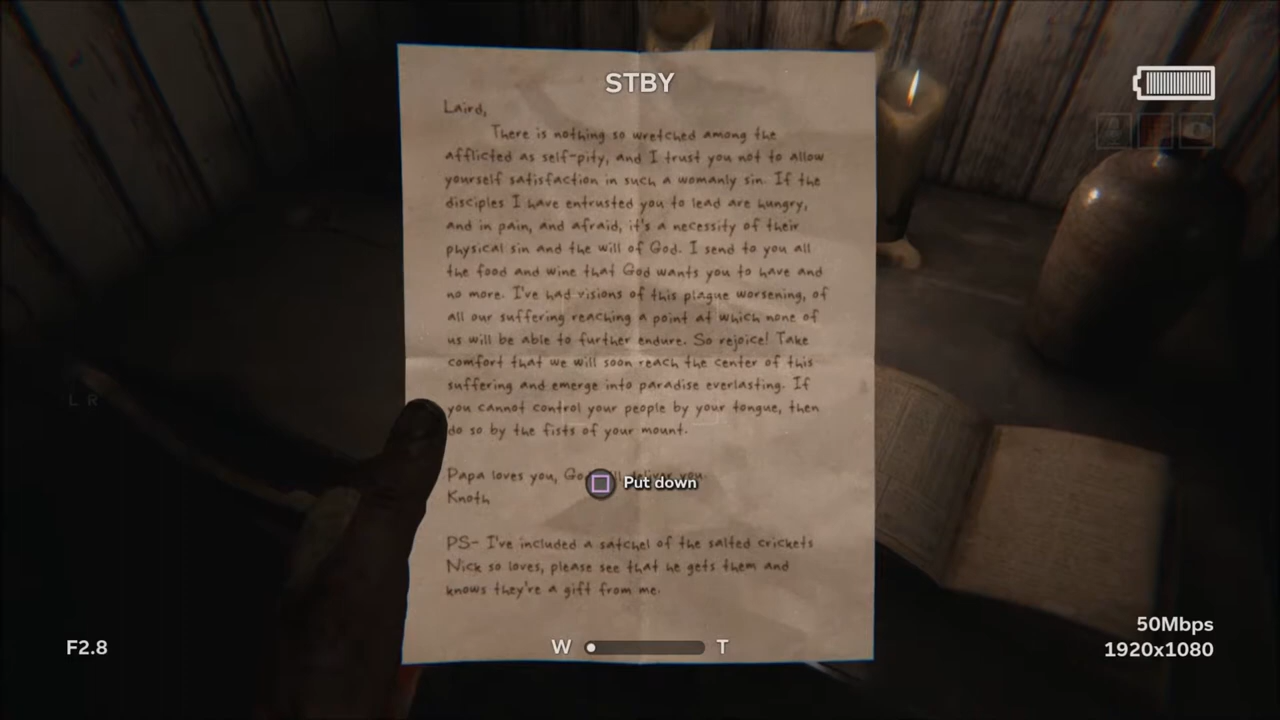 STBY
Laird,
There is nothing so wretched among the
afflicted as self-pity, and I trust you not to allow
yourself satisfaction in such a womanly sin. If the
disciples I have entrusted you to lead are hungry,
and in pain, and afraid, it's a necessity of their
physical sin and the will of God. I send to you all
the food and wine that God wants you to have and
no more. I've had visions of this plague worsening, of
all our suffering reaching a point at which none of
us will be able to further endure. So rejoice! Take
comfort that we will soon reach the center of this
suffering and emerge into paradise everlasting. If
you cannot control your people by your tongue, then
do so by the fists of your mount.
L R
Papa loves you, you.
Put down
Knoth
PS- I've included a satchel of the salted crickets
Nick so loves, please see that he gets them and
knows they're a gift from me.
F2.8
W T
50Mbps
1920x1080